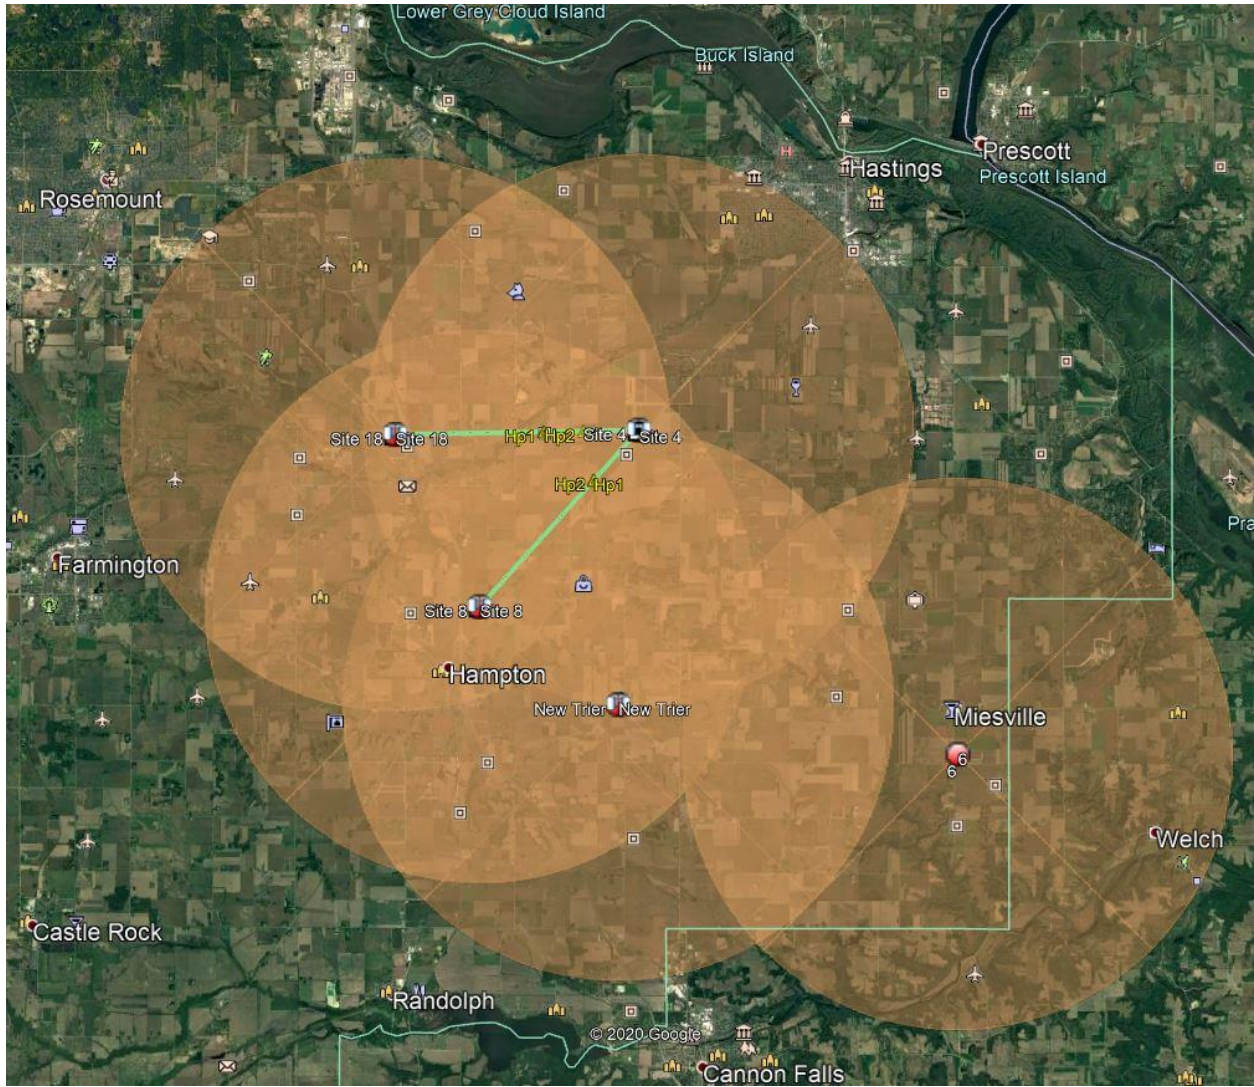 Lower Grey Cloud Island
Buck Island
Prescott
Hastings
Prescott Island
Rosemount
Site 18 Site 18
Hp1
Hp2
Site 4 Site 4
Hp2
Hp1
Pra
Farmington
Site 8 Site 8
Hampton
New Trier New Trier
Miesville
6
6
Welch
Castle Rock
Randolph
© 2020 Google
Cannon Falls